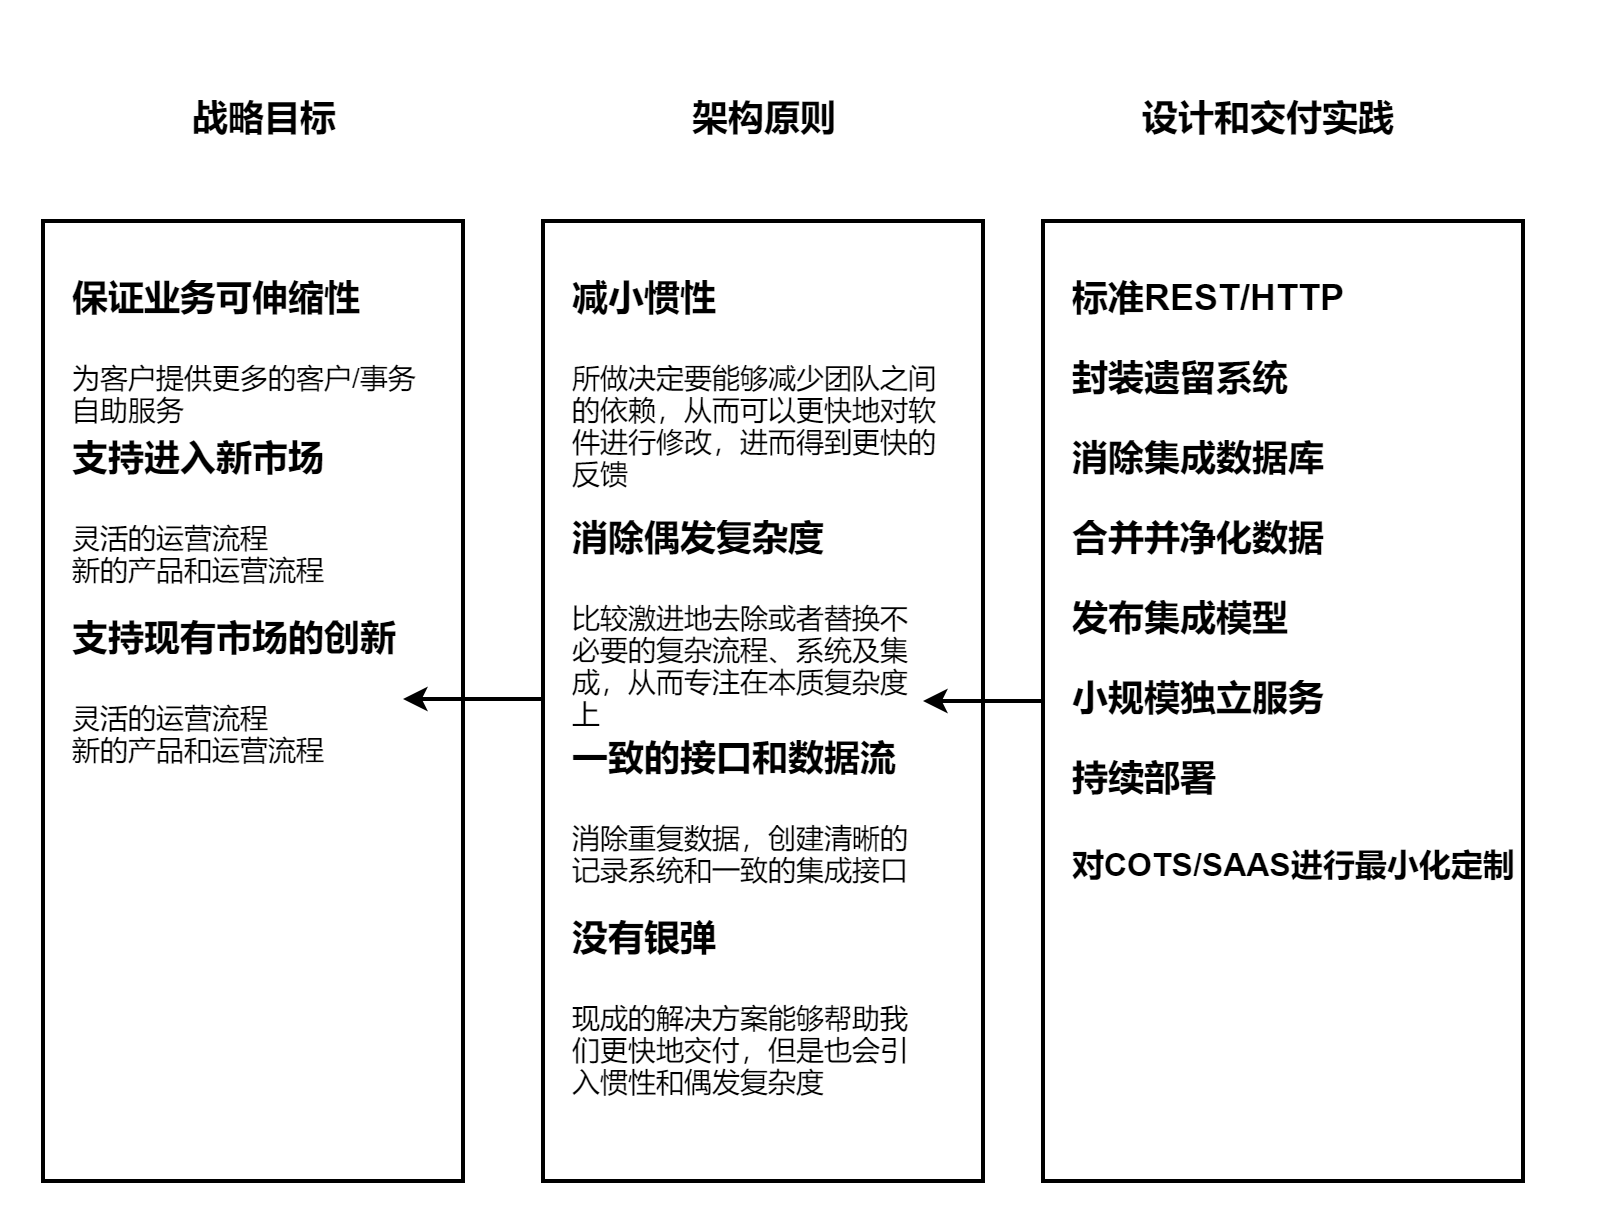 战略目标
架构原则
设计和交付实践
保证业务可伸缩性
为客户提供更多的客户/事务
自助服务
支持进入新市场
灵活的运营流程
新的产品和运营流程
支持现有市场的创新
灵活的运营流程
新的产品和运营流程
减小惯性
所做决定要能够减少团队之间
的依赖，从而可以更快地对软
件进行修改，进而得到更快的
反馈
消除偶发复杂度
比较激进地去除或者替换不
必要的复杂流程、系统及集
成，从而专注在本质复杂度
上
一致的接口和数据流
消除重复数据，创建清晰的
记录系统和一致的集成接口
没有银弹
现成的解决方案能够帮助我
们更快地交付，但是也会引
入惯性和偶发复杂度
标准REST/HTTP
封装遗留系统
消除集成数据库
合并并净化数据
发布集成模型
小规模独立服务
持续部署
对COTS/SAAS进行最小化定制